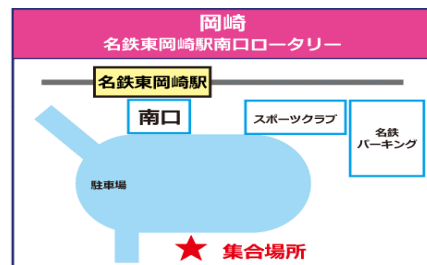 岡崎
名鉄東岡崎駅南口ロータリー
名鉄東岡崎駅
南口
スポーツクラブ
名鉄
パーキング
駐車場
★ 集合場所